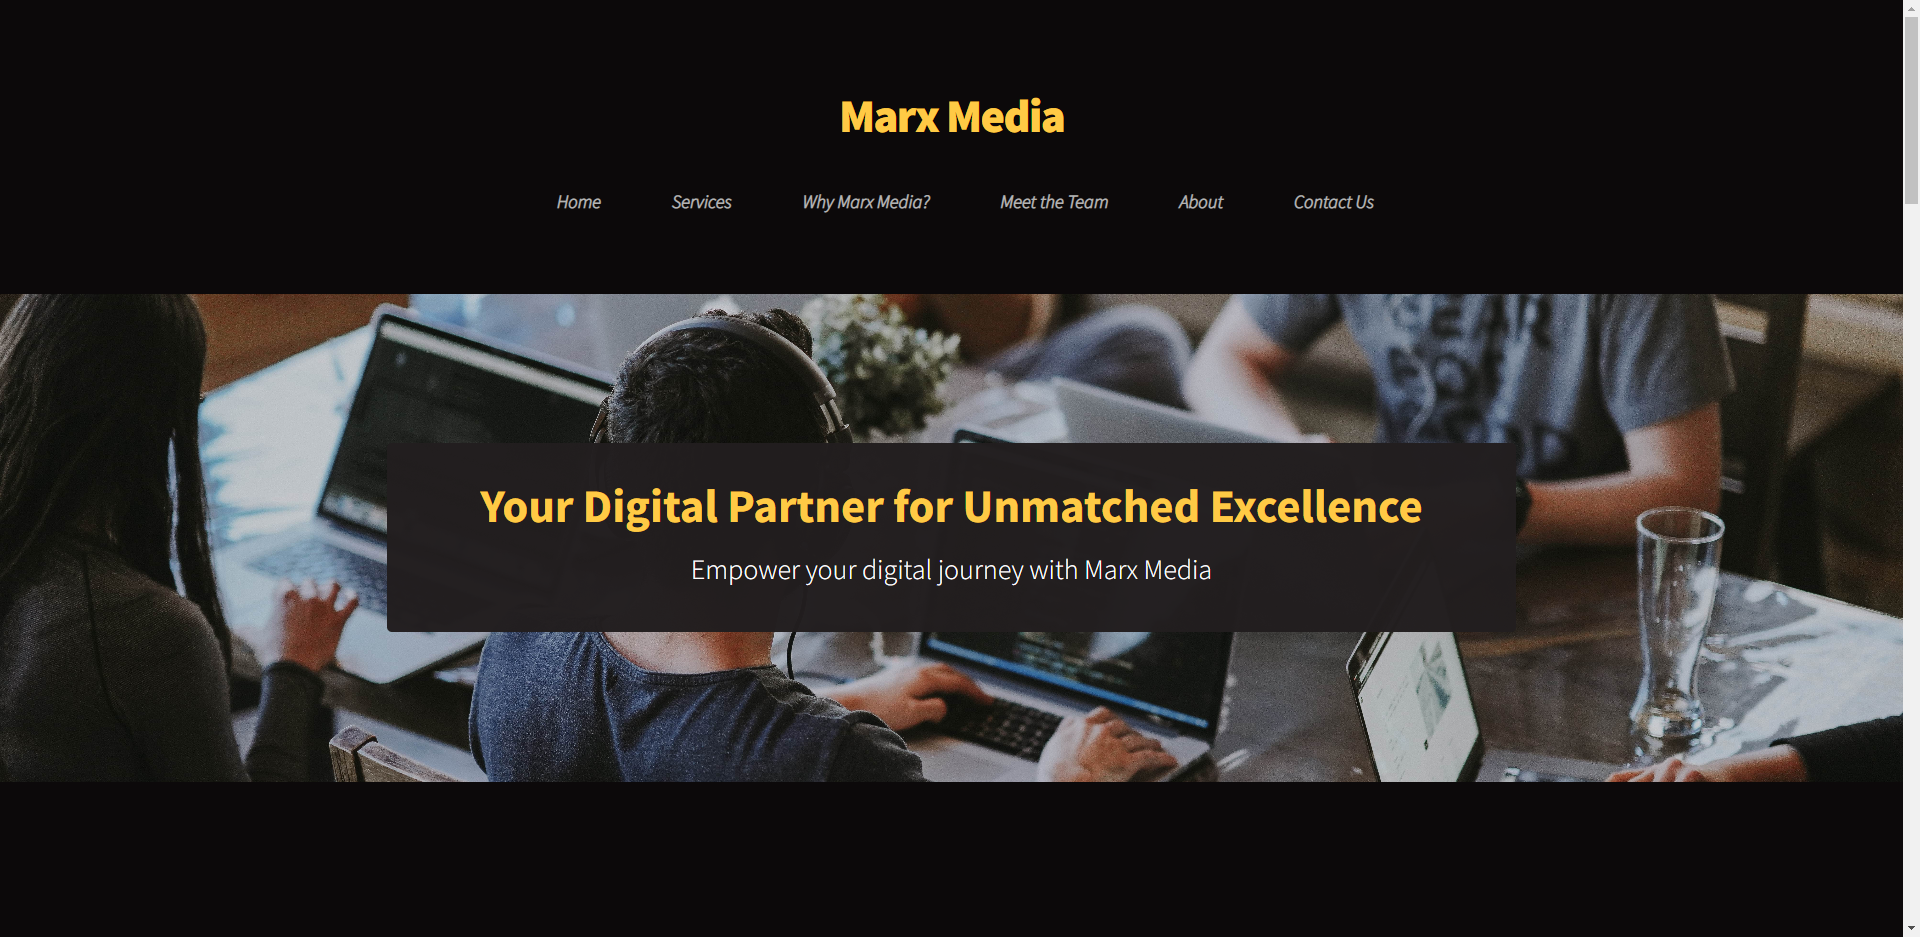 Marx Media
Home Services Why Marx Media? Meet the Team About Contact Us
Your Digital Partner for Unmatched Excellence
Empower your digital journey with Marx Media